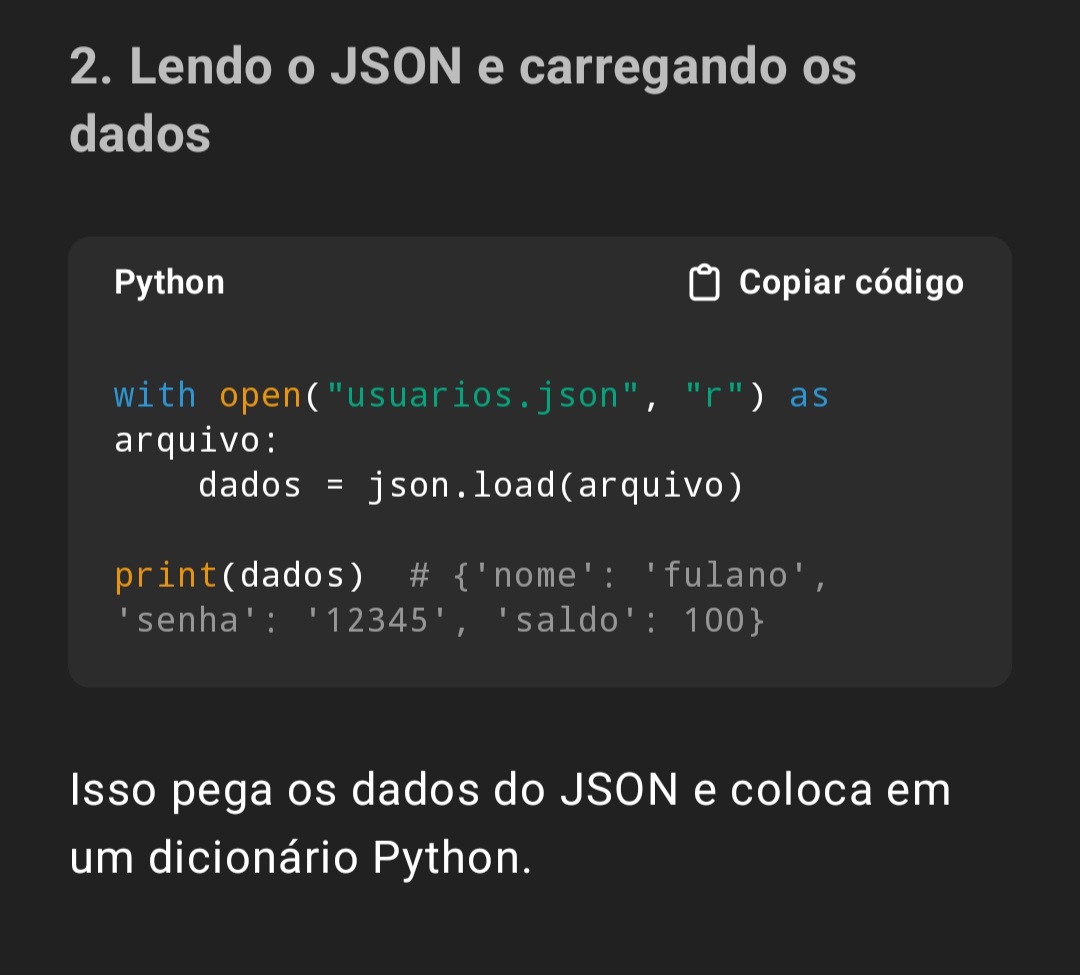 2. Lendo o JSON e carregando os
dados
Python
Copiar código
with open("usuarios.json", "r") as
arquivo:
    dados = json.load(arquivo)
print(dados)  # {'nome': 'fulano',
'senha': '12345', 'saldo': 100}
Isso pega os dados do JSON e coloca em
um dicionário Python.